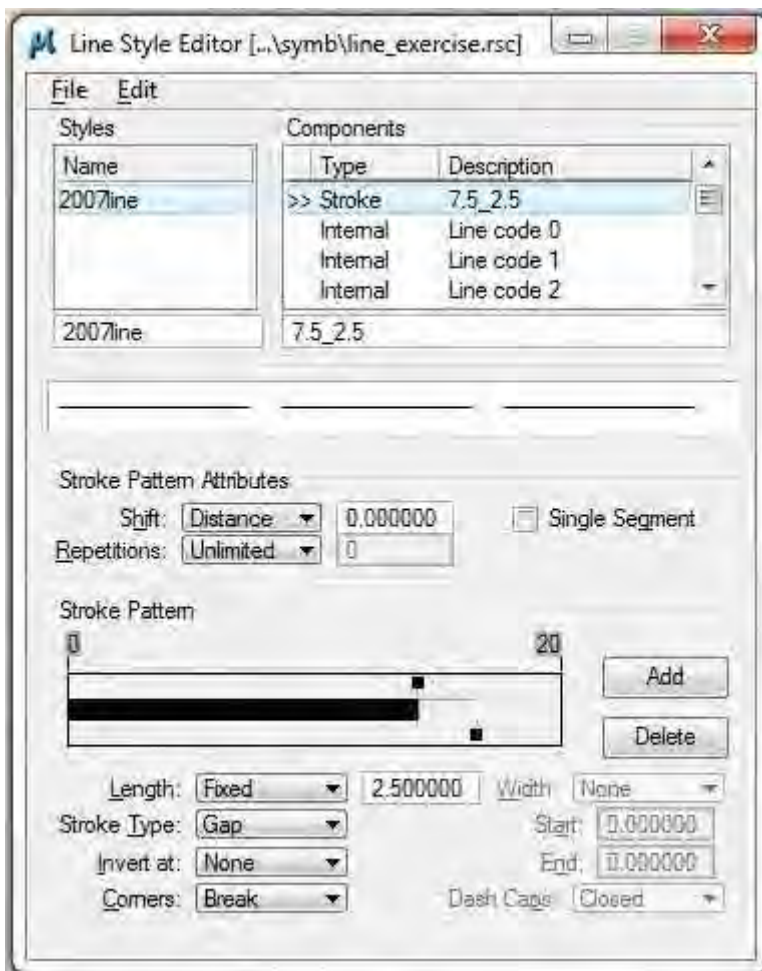 Line Style Editor [...\symb\line_exercise.rsc]
File Edit
Styles Components
Name Type Description
2007line >> Stroke 7.5_2.5
Internal Line code 0
Internal Line code 1
Internal Line code 2
2007line 7.5_2.5
Stroke Pattern Attributes
Shift: Distance 0.000000 Single Segment
Repetitions: Unlimited 0
Stroke Pattern
0 20
Add
Delete
Length: Fixed 2.500000 Width None
Stroke Type: Gap Start: 0.000000
Invert at: None End: 0.000000
Corners: Break Dash Caps Closed